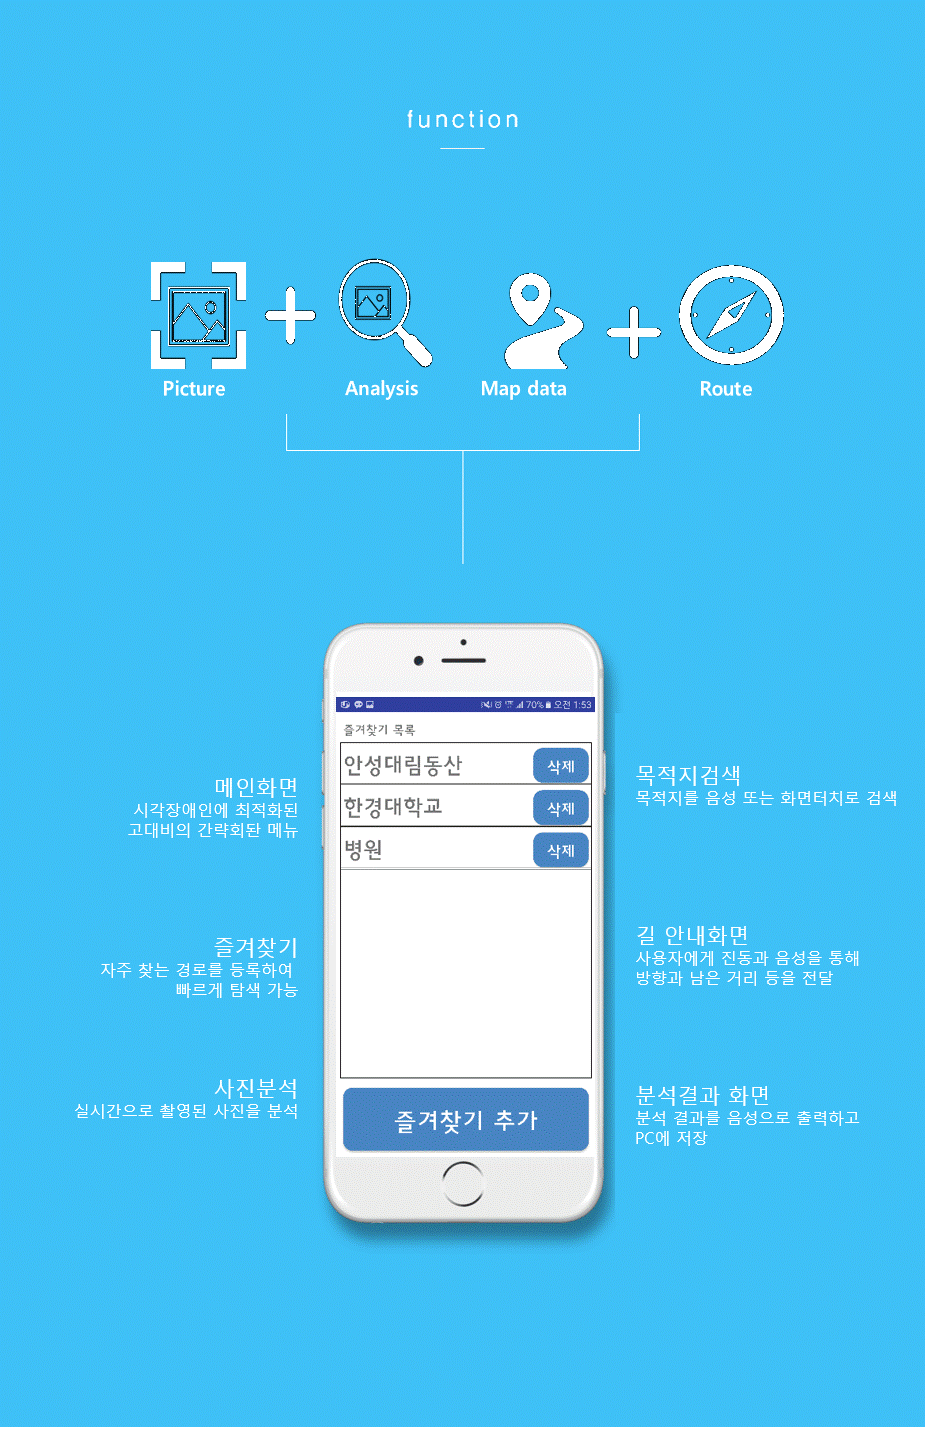 function
Picture
Analysis
Map data
Route
70% 오전 1:53
즐겨찾기 목록
안성대림동산 삭제
한경대학교 삭제
병원 삭제
즐겨찾기 추가
메인화면
시각장애인에 최적화된
고대비의 간략회돤 메뉴
즐겨찾기
자주 찾는 경로를 등록하여
빠르게 탐색 가능
사진분석
실시간으로 촬영된 사진을 분석
목적지검색
목적지를 음성 또는 화면터치로 검색
길 안내화면
사용자에게 진동과 음성을 통해
방향과 남은 거리 등을 전달
분석결과 화면
분석 결과를 음성으로 출력하고
PC에 저장